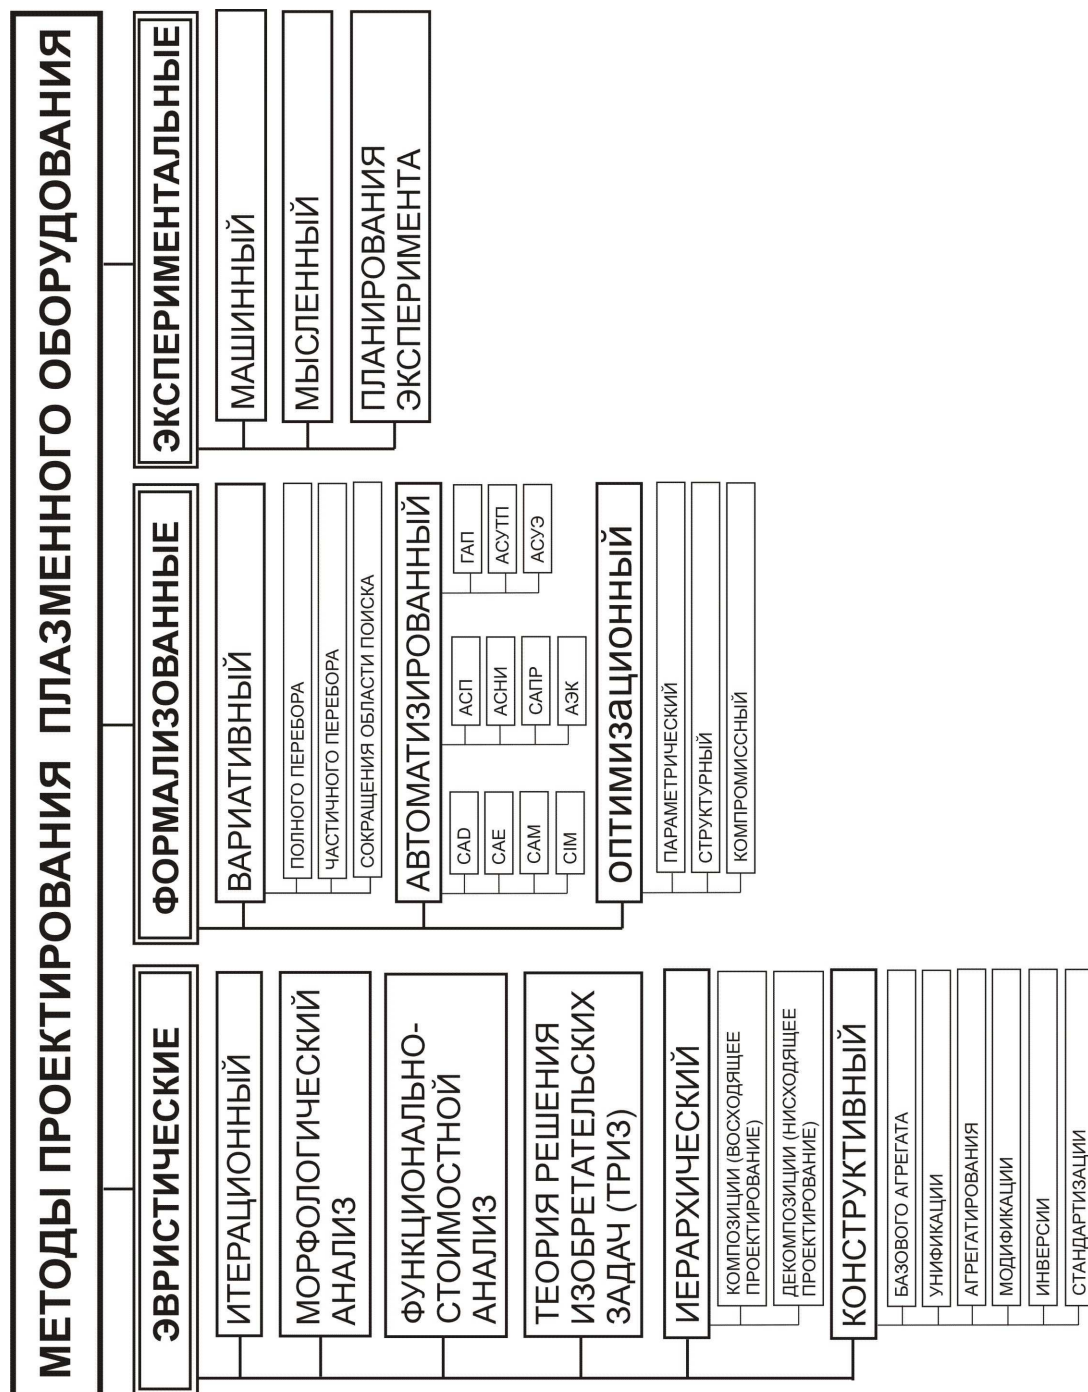 МЕТОДЫ ПРОЕКТИРОВАНИЯ ПЛАЗМЕННОГО ОБОРУДОВАНИЯ
ЭВРИСТИЧЕСКИЕ
ИТЕРАЦИОННЫЙ
МОРФОЛОГИЧЕСКИЙ
АНАЛИЗ
ФУНКЦИОНАЛЬНО-
СТОИМОСТНОЙ
АНАЛИЗ
ТЕОРИЯ РЕШЕНИЯ
ИЗОБРЕТАТЕЛЬСКИХ
ЗАДАЧ (ТРИЗ)
ИЕРАРХИЧЕСКИЙ
КОМПОЗИЦИИ (ВОСХОДЯЩЕЕ
ПРОЕКТИРОВАНИЕ)
ДЕКОМПОЗИЦИИ (НИСХОДЯЩЕЕ
ПРОЕКТИРОВАНИЕ)
КОНСТРУКТИВНЫЙ
БАЗОВОГО АГРЕГАТА
УНИФИКАЦИИ
АГРЕГАТИРОВАНИЯ
МОДИФИКАЦИИ
ИНВЕРСИИ
СТАНДАРТИЗАЦИИ
ФОРМАЛИЗОВАННЫЕ
ВАРИАТИВНЫЙ
ПОЛНОГО ПЕРЕБОРА
ЧАСТИЧНОГО ПЕРЕБОРА
СОКРАЩЕНИЯ ОБЛАСТИ ПОИСКА
АВТОМАТИЗИРОВАННЫЙ
CAD
CAE
CAM
CIM
АСП
АСНИ
САПР
АЭК
ГАП
АСУТП
АСУЭ
ОПТИМИЗАЦИОННЫЙ
ПАРАМЕТРИЧЕСКИЙ
СТРУКТУРНЫЙ
КОМПРОМИССНЫЙ
ЭКСПЕРИМЕНТАЛЬНЫЕ
МАШИННЫЙ
МЫСЛЕННЫЙ
ПЛАНИРОВАНИЯ
ЭКСПЕРИМЕНТА